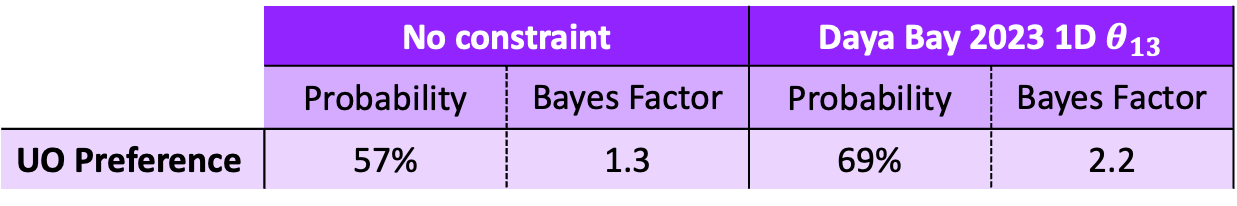 No constraint Daya Bay 2023 1D θ₁₃
Probability Bayes Factor Probability Bayes Factor
UO Preference 57% 1.3 69% 2.2